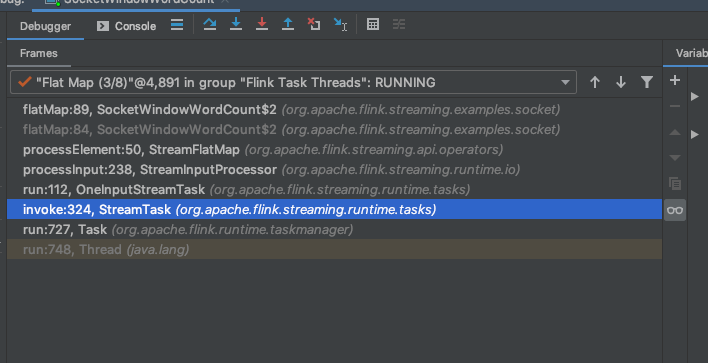 bug: SocketWindowWordCount
Debugger Console
Frames Variab
"Flat Map (3/8)"@4,891 in group "Flink Task Threads": RUNNING
flatMap:89, SocketWindowWordCount$2 (org.apache.flink.streaming.examples.socket)
flatMap:84, SocketWindowWordCount$2 (org.apache.flink.streaming.examples.socket)
processElement:50, StreamFlatMap (org.apache.flink.streaming.api.operators)
processInput:238, StreamInputProcessor (org.apache.flink.streaming.runtime.io)
run:112, OneInputStreamTask (org.apache.flink.streaming.runtime.tasks)
invoke:324, StreamTask (org.apache.flink.streaming.runtime.tasks)
run:727, Task (org.apache.flink.runtime.taskmanager)
run:748, Thread (java.lang)